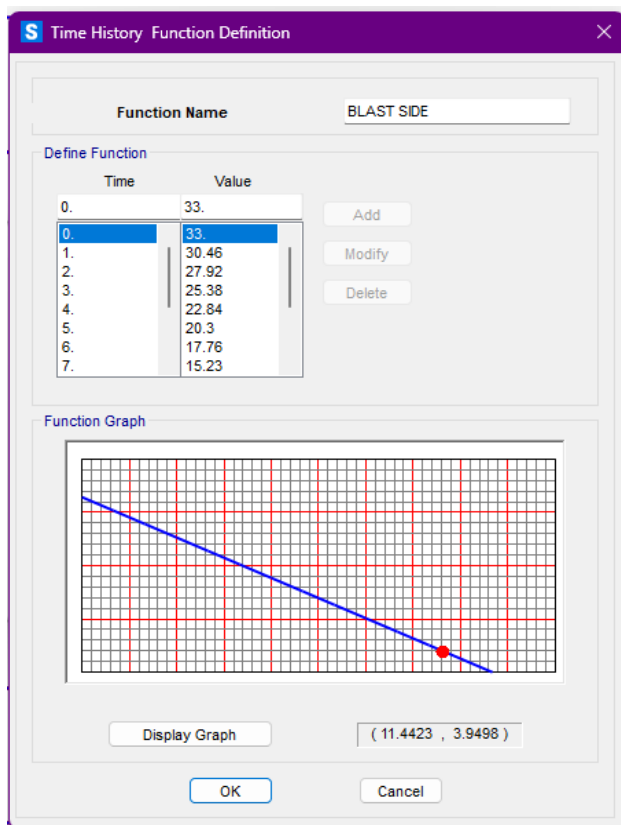 S Time History Function Definition
Function Name BLAST SIDE
Define Function
Time Value
0. 33.
Add
0. 33.
1. 30.46
Modify
2. 27.92
3. 25.38
Delete
4. 22.84
5. 20.3
6. 17.76
7. 15.23
Function Graph
Display Graph ( 11.4423 , 3.9498 )
OK Cancel